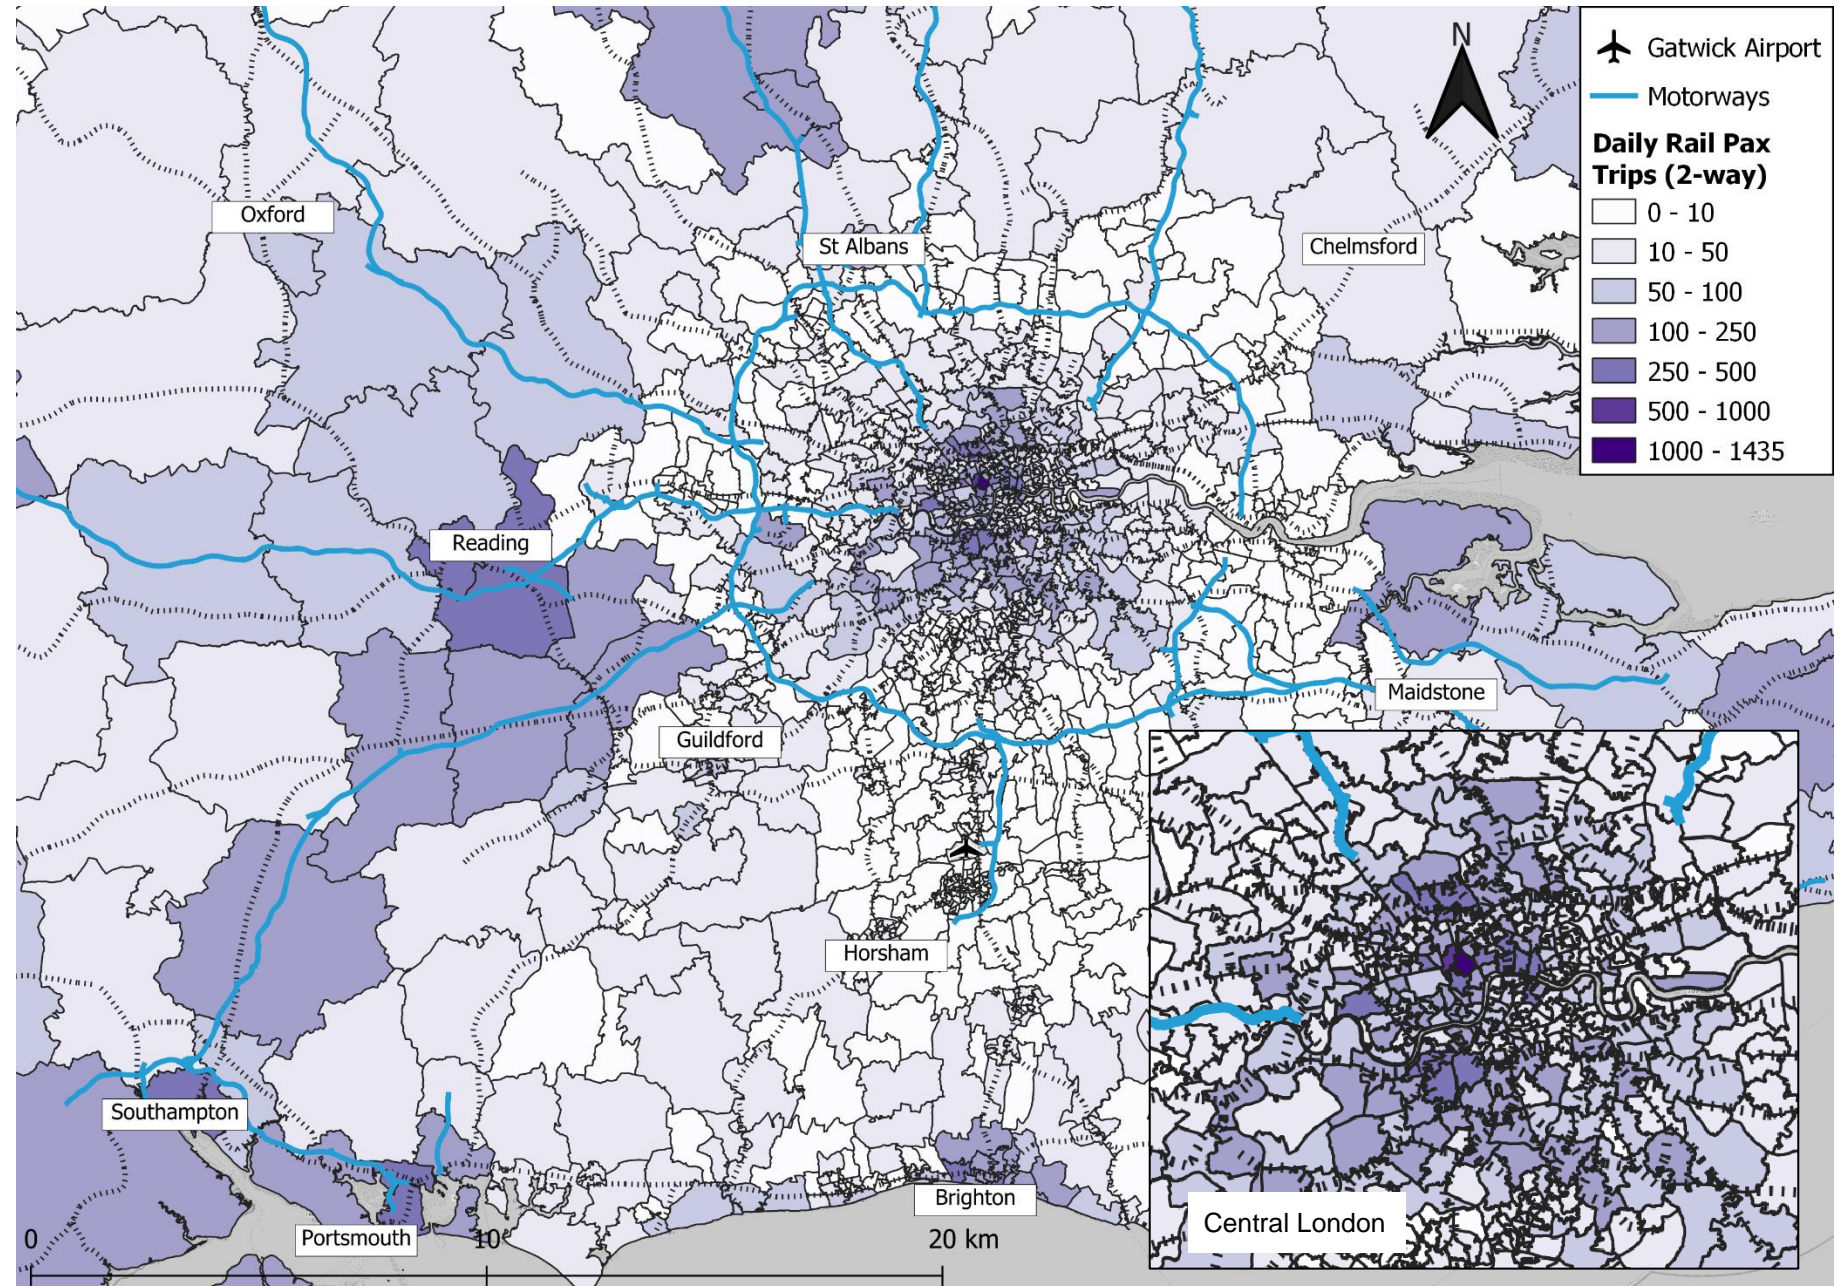 N
Gatwick Airport
Motorways
Daily Rail Pax
Trips (2-way)
0 - 10
10 - 50
50 - 100
100 - 250
250 - 500
500 - 1000
1000 - 1435
Oxford
St Albans
Chelmsford
Reading
Maidstone
Guildford
Horsham
Southampton
Brighton
Central London
Portsmouth
0
10
20 km